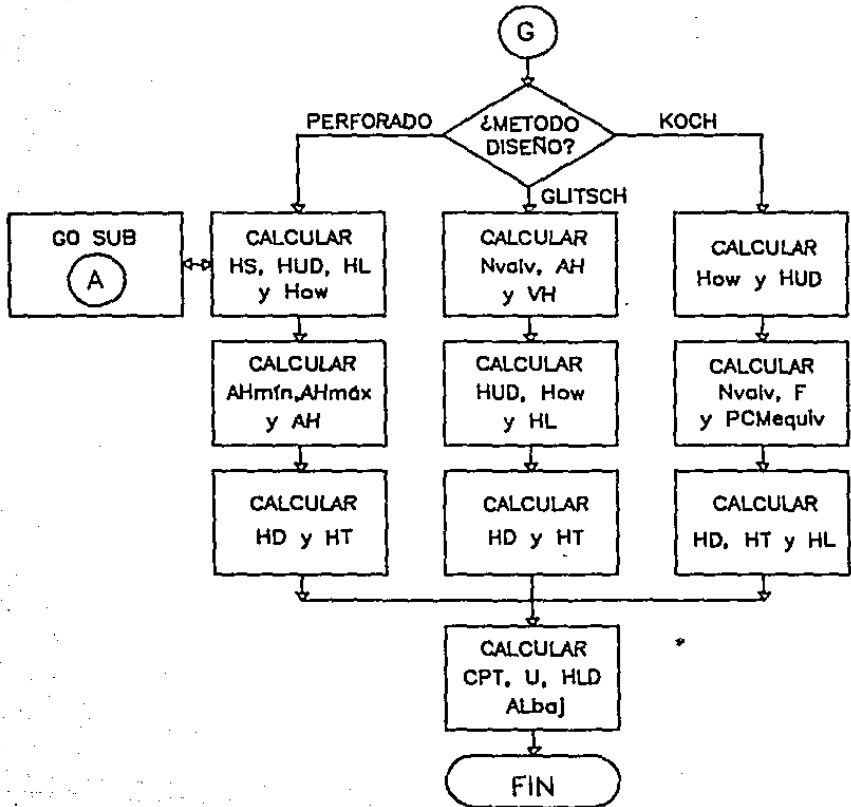 G
¿METODO
DISEÑO?
PERFORADO
KOCH
GLITSCH
GO SUB
A
CALCULAR
HS, HUD, HL
y How
CALCULAR
Nvalv, AH
y VH
CALCULAR
How y HUD
CALCULAR
AHmín,AHmáx
y AH
CALCULAR
HUD, How
y HL
CALCULAR
Nvalv, F
y PCMequiv
CALCULAR
HD y HT
CALCULAR
HD y HT
CALCULAR
HD, HT y HL
CALCULAR
CPT, U, HLD
ALbaj
FIN